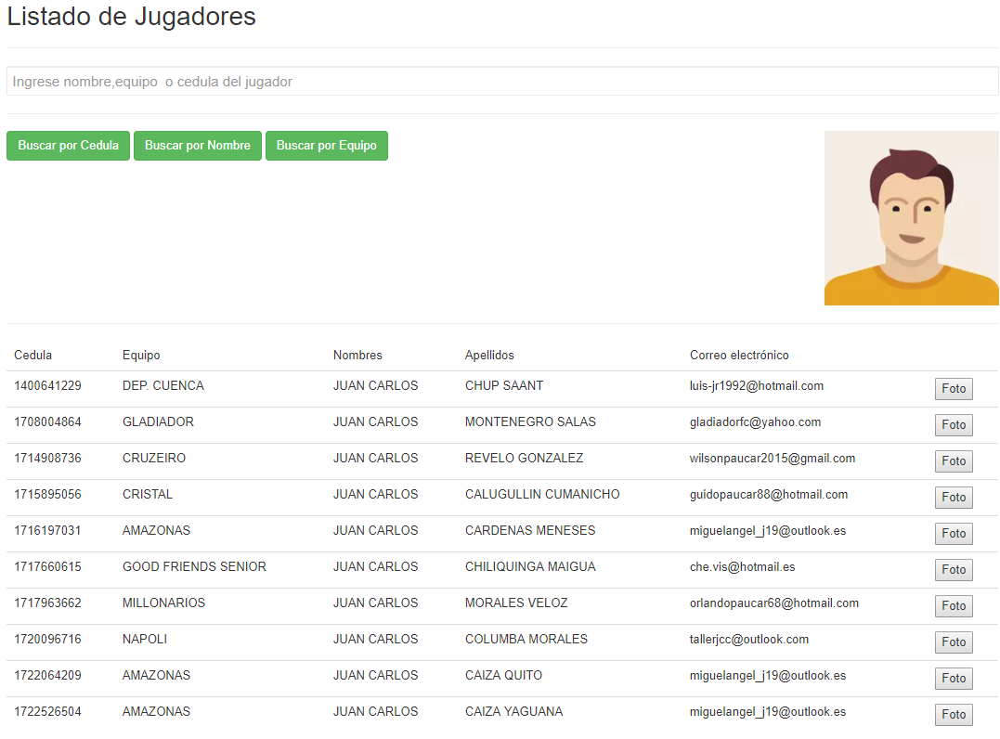 Listado de Jugadores
Ingrese nombre,equipo  o cedula del jugador
Buscar por Cedula Buscar por Nombre Buscar por Equipo
Cedula Equipo Nombres Apellidos Correo electrónico
1400641229 DEP. CUENCA JUAN CARLOS CHUP SAANT luis-jr1992@hotmail.com Foto
1708004864 GLADIADOR JUAN CARLOS MONTENEGRO SALAS gladiadorfc@yahoo.com Foto
1714908736 CRUZEIRO JUAN CARLOS REVELO GONZALEZ wilsonpaucar2015@gmail.com Foto
1715895056 CRISTAL JUAN CARLOS CALUGULLIN CUMANICHO guidopaucar88@hotmail.com Foto
1716197031 AMAZONAS JUAN CARLOS CARDENAS MENESES miguelangel_j19@outlook.es Foto
1717660615 GOOD FRIENDS SENIOR JUAN CARLOS CHILIQUINGA MAIGUA che.vis@hotmail.es Foto
1717963662 MILLONARIOS JUAN CARLOS MORALES VELOZ orlandopaucar68@hotmail.com Foto
1720096716 NAPOLI JUAN CARLOS COLUMBA MORALES tallerjcc@outlook.com Foto
1722064209 AMAZONAS JUAN CARLOS CAIZA QUITO miguelangel_j19@outlook.es Foto
1722526504 AMAZONAS JUAN CARLOS CAIZA YAGUANA miguelangel_j19@outlook.es Foto